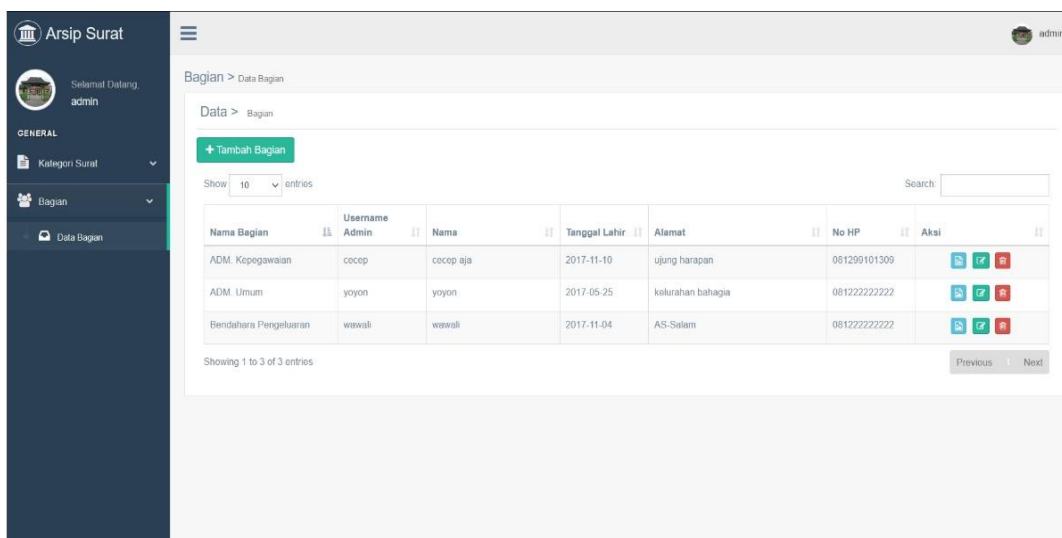 Arsip Surat
admin
Selamat Datang,
admin
GENERAL
Kategori Surat
Bagian
Data Bagian
Bagian > Data Bagian
Data > Bagian
+ Tambah Bagian
Show 10 entries
Search:
Nama Bagian Username Admin Nama Tanggal Lahir Alamat No HP Aksi
ADM. Kepegawaian cecep cecep aja 2017-11-10 ujung harapan 081299101309
ADM. Umum yoyon yoyon 2017-05-25 kelurahan bahagia 081222222222
Bendahara Pengeluaran wawali wawali 2017-11-04 AS-Salam 081222222222
Showing 1 to 3 of 3 entries
Previous 1 Next